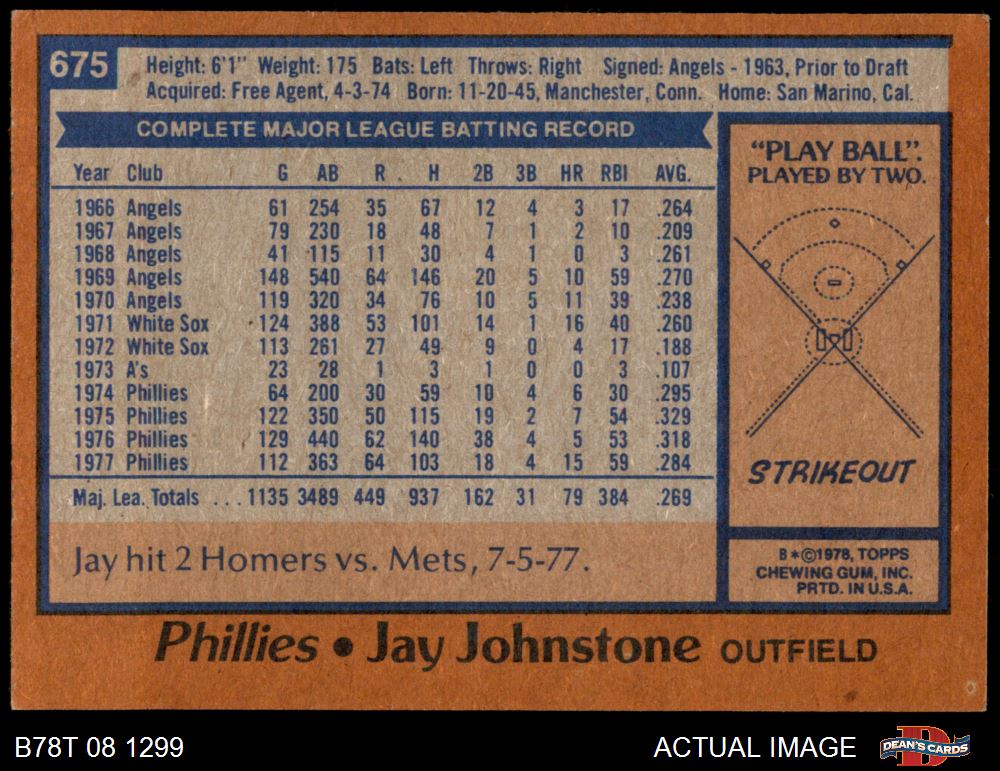 675
Height: 6'1" Weight: 175 Bats: Left Throws: Right Signed: Angels - 1963, Prior to Draft
Acquired: Free Agent, 4-3-74 Born: 11-20-45, Manchester, Conn. Home: San Marino, Cal.
COMPLETE MAJOR LEAGUE BATTING RECORD
Year Club G AB R. H 2B 3B HR RBI AVG.
1966 Angels 61 254 35 67 12 4 3 17 .264
1967 Angels 79 230 18 48 7 1 2 10 .209
1968 Angels 41 115 11 30 4 1 0 3 .261
1969 Angels 148 540 64 146 20 5 10 59 .270
1970 Angels 119 320 34 76 10 5 11 39 .238
1971 White Sox 124 388 53 101 14 1 16 40 .260
1972 White Sox 113 261 27 49 9 0 4 17 .188
1973 A's 23 28 1 3 1 0 0 3 .107
1974 Phillies 64 200 30 59 10 4 6 30 .295
1975 Phillies 122 350 50 115 19 2 7 54 .329
1976 Phillies 129 440 62 140 38 4 5 53 .318
1977 Phillies 112 363 64 103 18 4 15 59 .284
Maj. Lea. Totals ... 1135 3489 449 937 162 31 79 384 .269
Jay hit 2 Homers vs. Mets, 7-5-77.
"PLAY BALL".
PLAYED BY TWO.
STRIKEOUT
B*©1978, TOPPS
CHEWING GUM, INC.
PRTD. IN U.S.A.
Phillies • Jay Johnstone OUTFIELD
B78T 08 1299
ACTUAL IMAGE
DEAN'S CARDS